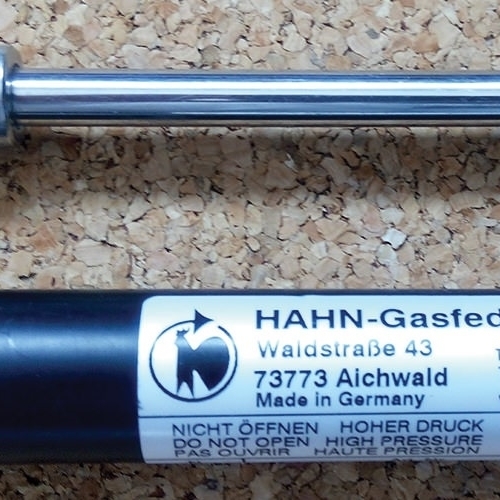 HAHN-Gasfed
Waldstraße 43
73773 Aichwald
Made in Germany
NICHT ÖFFNEN HOHER DRUCK
DO NOT OPEN HIGH PRESSURE
PAS OUVRIR HAUTE PRESSION